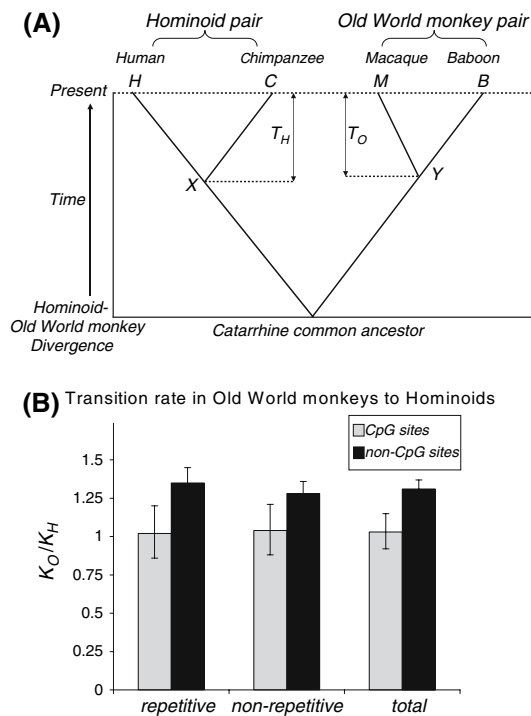 (A)
Hominoid pair Old World monkey pair
Human Chimpanzee Macaque Baboon
H C M B
Present
T_H T_O
X Y
Time
Hominoid-
Old World monkey
Divergence
Catarrhine common ancestor
(B) Transition rate in Old World monkeys to Hominoids
CpG sites
non-CpG sites
1.5
1.25
1
0.75
0.5
0.25
0
K_O/K_H
repetitive non-repetitive total